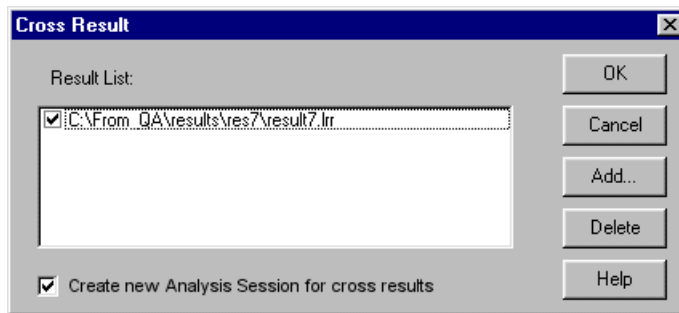 Cross Result
Result List:
OK
C:\From_QA\results\res7\result7.lrr
Cancel
Add...
Delete
Create new Analysis Session for cross results
Help